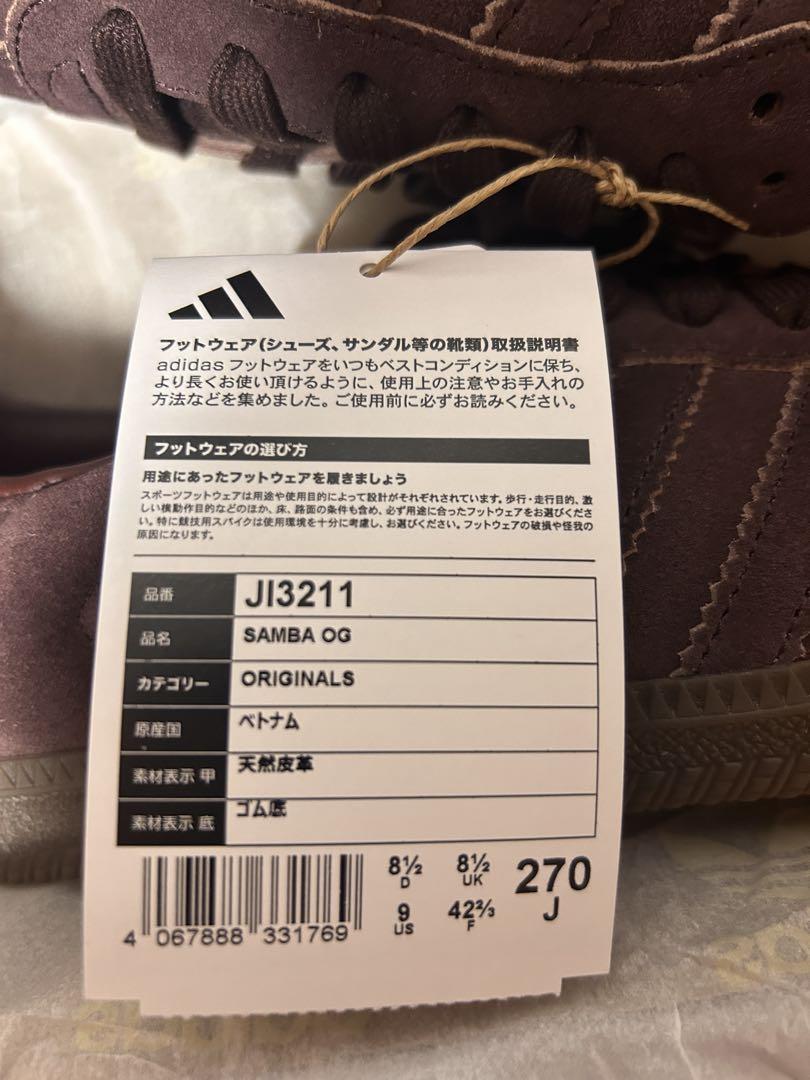 フットウェア(シューズ、サンダル等の靴類)取扱説明書
adidas フットウェアをいつもベストコンディションに保ち、
より長くお使い頂けるように、使用上の注意やお手入れの
方法などを集めました。ご使用前に必ずお読みください。
フットウェアの選び方
用途にあったフットウェアを履きましょう
スポーツフットウェアは用途や使用目的によって設計がそれぞれされています。歩行・走行目的、激
しい横動作目的などのほか、床、路面の条件も含め、必ず用途に合ったフットウェアをお選びくださ
い。特に競技用スパイクは使用環境を十分に考慮し、お選びください。フットウェアの破損や怪我の
原因になります。
品番 JI3211
品名 SAMBA OG
カテゴリー ORIGINALS
原産国 ベトナム
素材表示 甲 天然皮革
素材表示 底 ゴム底
8½ 8½ 270
D UK J
9 42⅔
US F
4 067888 331769